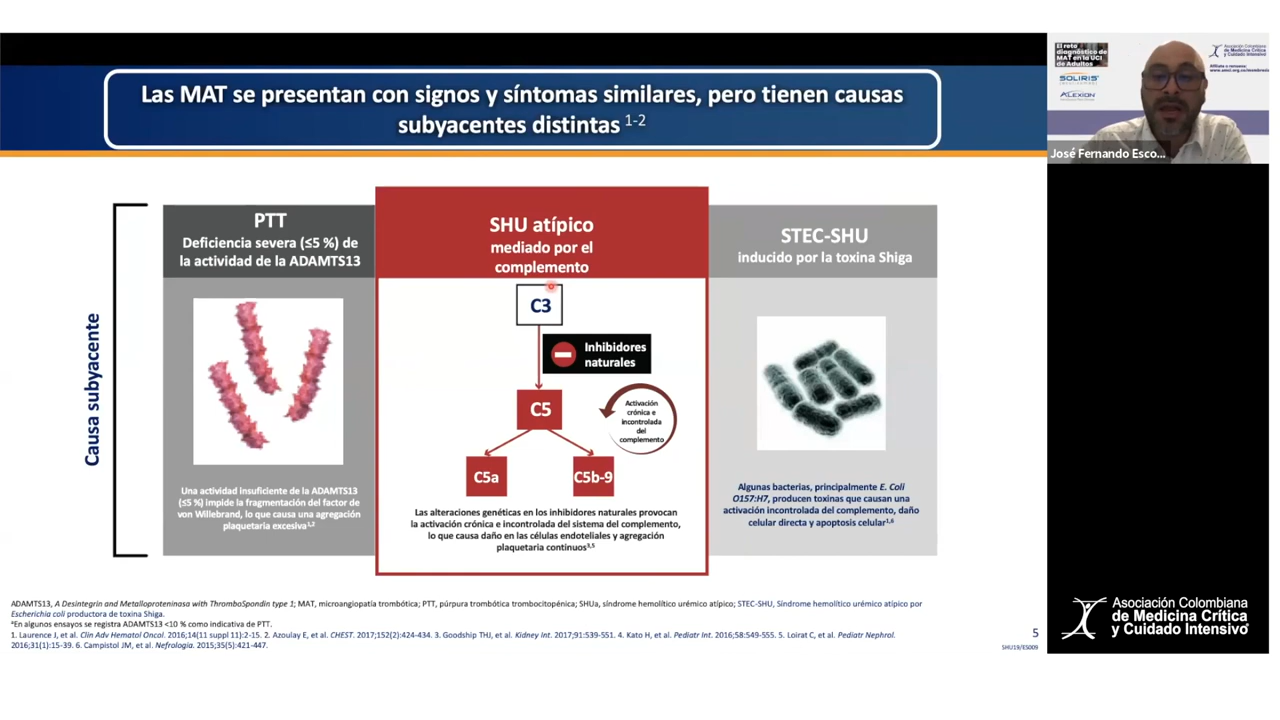 Las MAT se presentan con signos y síntomas similares, pero tienen causas
subyacentes distintas 1-2
Causa subyacente
PTT
Deficiencia severa (≤5 %) de
la actividad de la ADAMTS13
Una actividad insuficiente de la ADAMTS13
(≤5 %) impide la fragmentación del factor de
von Willebrand, lo que causa una agregación
plaquetaria excesiva1,2
SHU atípico
mediado por el
complemento
C3
Inhibidores
naturales
C5
Activación
crónica e
incontrolada
del
complemento
C5a
C5b-9
Las alteraciones genéticas en los inhibidores naturales provocan
la activación crónica e incontrolada del sistema del complemento,
lo que causa daño en las células endoteliales y agregación
plaquetaria continuos3,5
STEC-SHU
inducido por la toxina Shiga
Algunas bacterias, principalmente E. Coli
O157:H7, producen toxinas que causan una
activación incontrolada del complemento, daño
celular directa y apoptosis celular1,6
ADAMTS13, A Desintegrin and Metalloproteninasa with ThromboSpondin type 1; MAT, microangiopatía trombótica; PTT, púrpura trombótica trombocitopénica; SHUa, síndrome hemolítico urémico atípico; STEC-SHU, Síndrome hemolítico urémico atípico por
Escherichia coli productora de toxina Shiga.
aEn algunos ensayos se registra ADAMTS13 <10 % como indicativa de PTT.
1. Laurence J, et al. Clin Adv Hematol Oncol. 2016;14(11 suppl 11):2-15. 2. Azoulay E, et al. CHEST. 2017;152(2):424-434. 3. Goodship THJ, et al. Kidney Int. 2017;91:539-551. 4. Kato H, et al. Pediatr Int. 2016;58:549-555. 5. Loirat C, et al. Pediatr Nephrol.
2016;31(1):15-39. 6. Campistol JM, et al. Nefrologia. 2015;35(5):421-447.
5
SHU19/ES009
El reto
diagnóstico de
MAT en la UCI
de Adultos
SOLIRIS
ALEXION
Asociación Colombiana
de Medicina Crítica
y Cuidado Intensivo
José Fernando Esco...
Asociación Colombiana
de Medicina Crítica
y Cuidado Intensivo